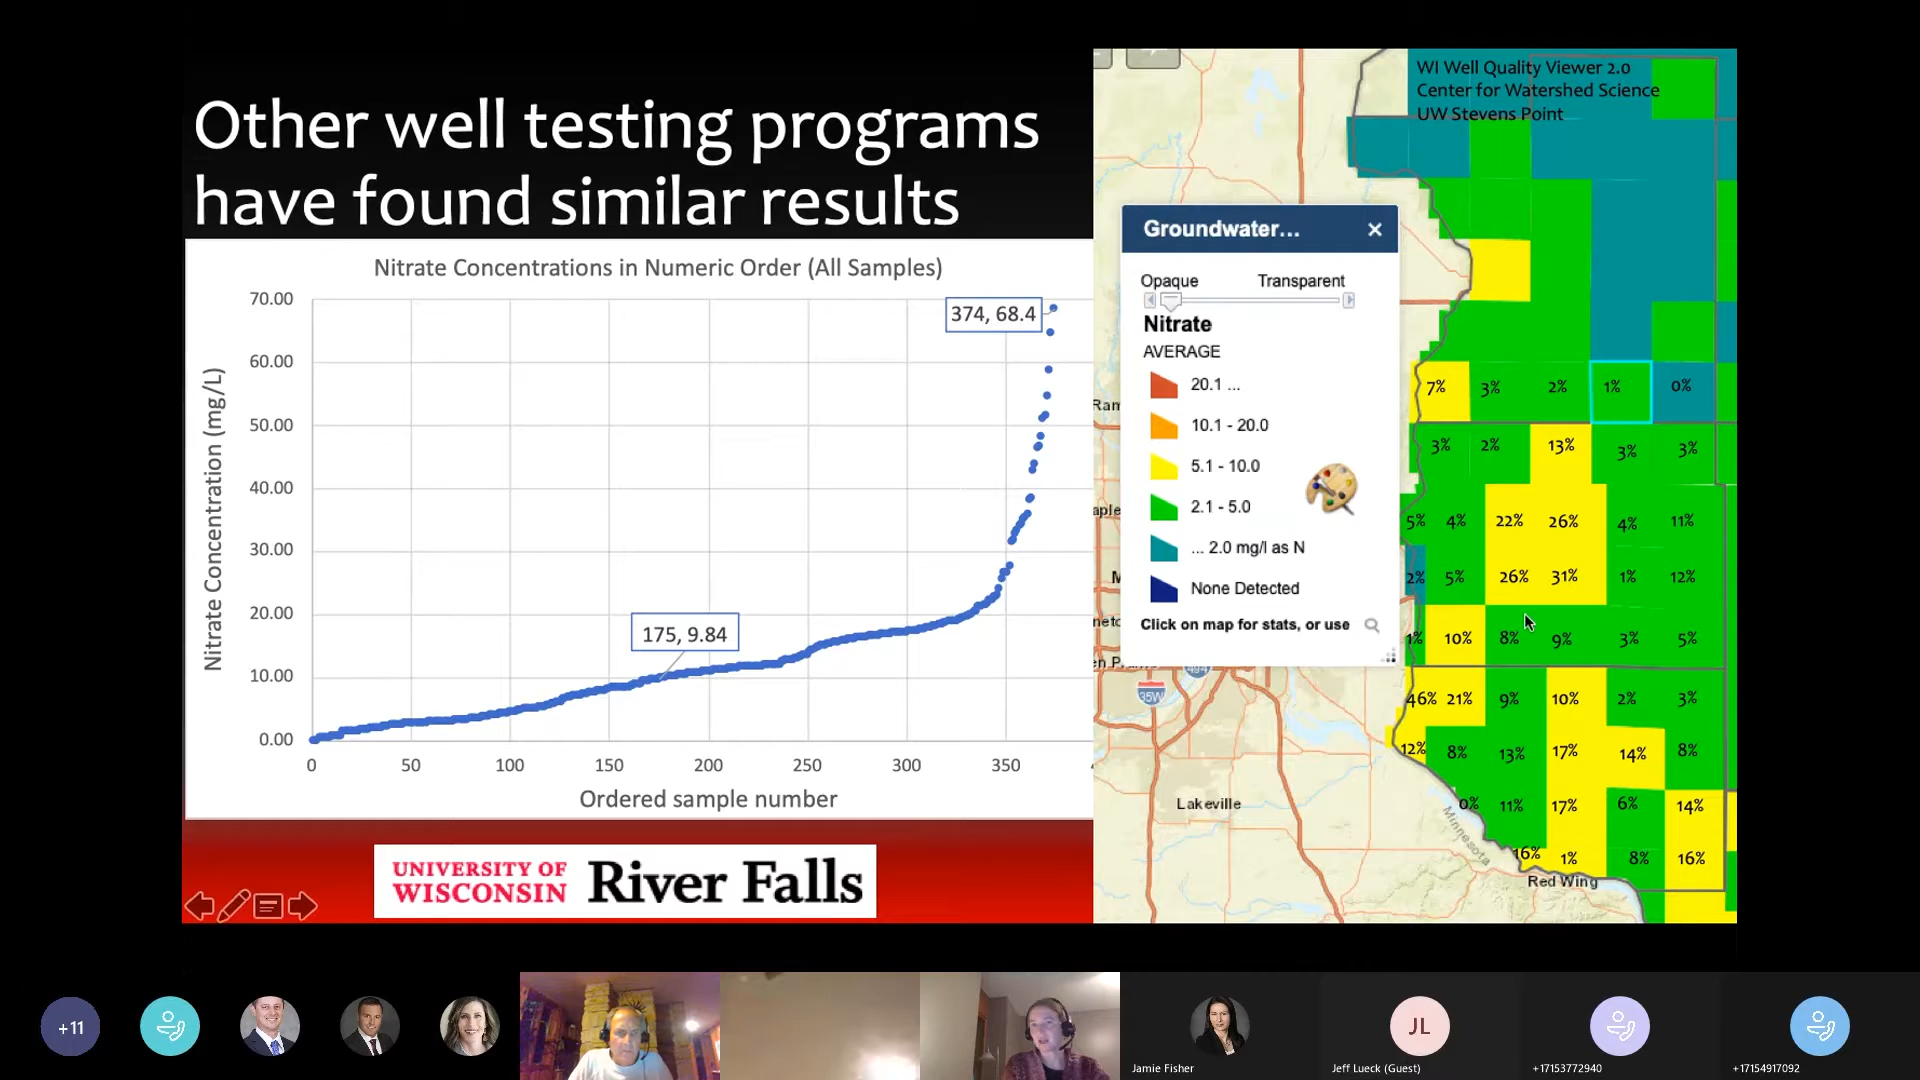 Other well testing programs
have found similar results
Nitrate Concentrations in Numeric Order (All Samples)
Nitrate Concentration (mg/L)
70.00
60.00
50.00
40.00
30.00
20.00
10.00
0.00
374, 68.4
175, 9.84
0 50 100 150 200 250 300 350
Ordered sample number
UNIVERSITY OF
WISCONSIN
River Falls
WI Well Quality Viewer 2.0
Center for Watershed Science
UW Stevens Point
Groundwater...
Opaque Transparent
Nitrate
AVERAGE
20.1 ...
10.1 - 20.0
5.1 - 10.0
2.1 - 5.0
... 2.0 mg/l as N
None Detected
Click on map for stats, or use
7% 3% 2% 1% 0%
3% 2% 13% 3% 3%
5% 4% 22% 26% 4% 11%
2% 5% 26% 31% 1% 12%
1% 10% 8% 9% 3% 5%
46% 21% 9% 10% 2% 3%
12% 8% 13% 17% 14% 8%
0% 11% 17% 6% 14%
16% 1% 8% 16%
35W
Lakeville
Minnesota
Red Wing
+11
Jamie Fisher
JL
Jeff Lueck (Guest)
+17153772940
+17154917092